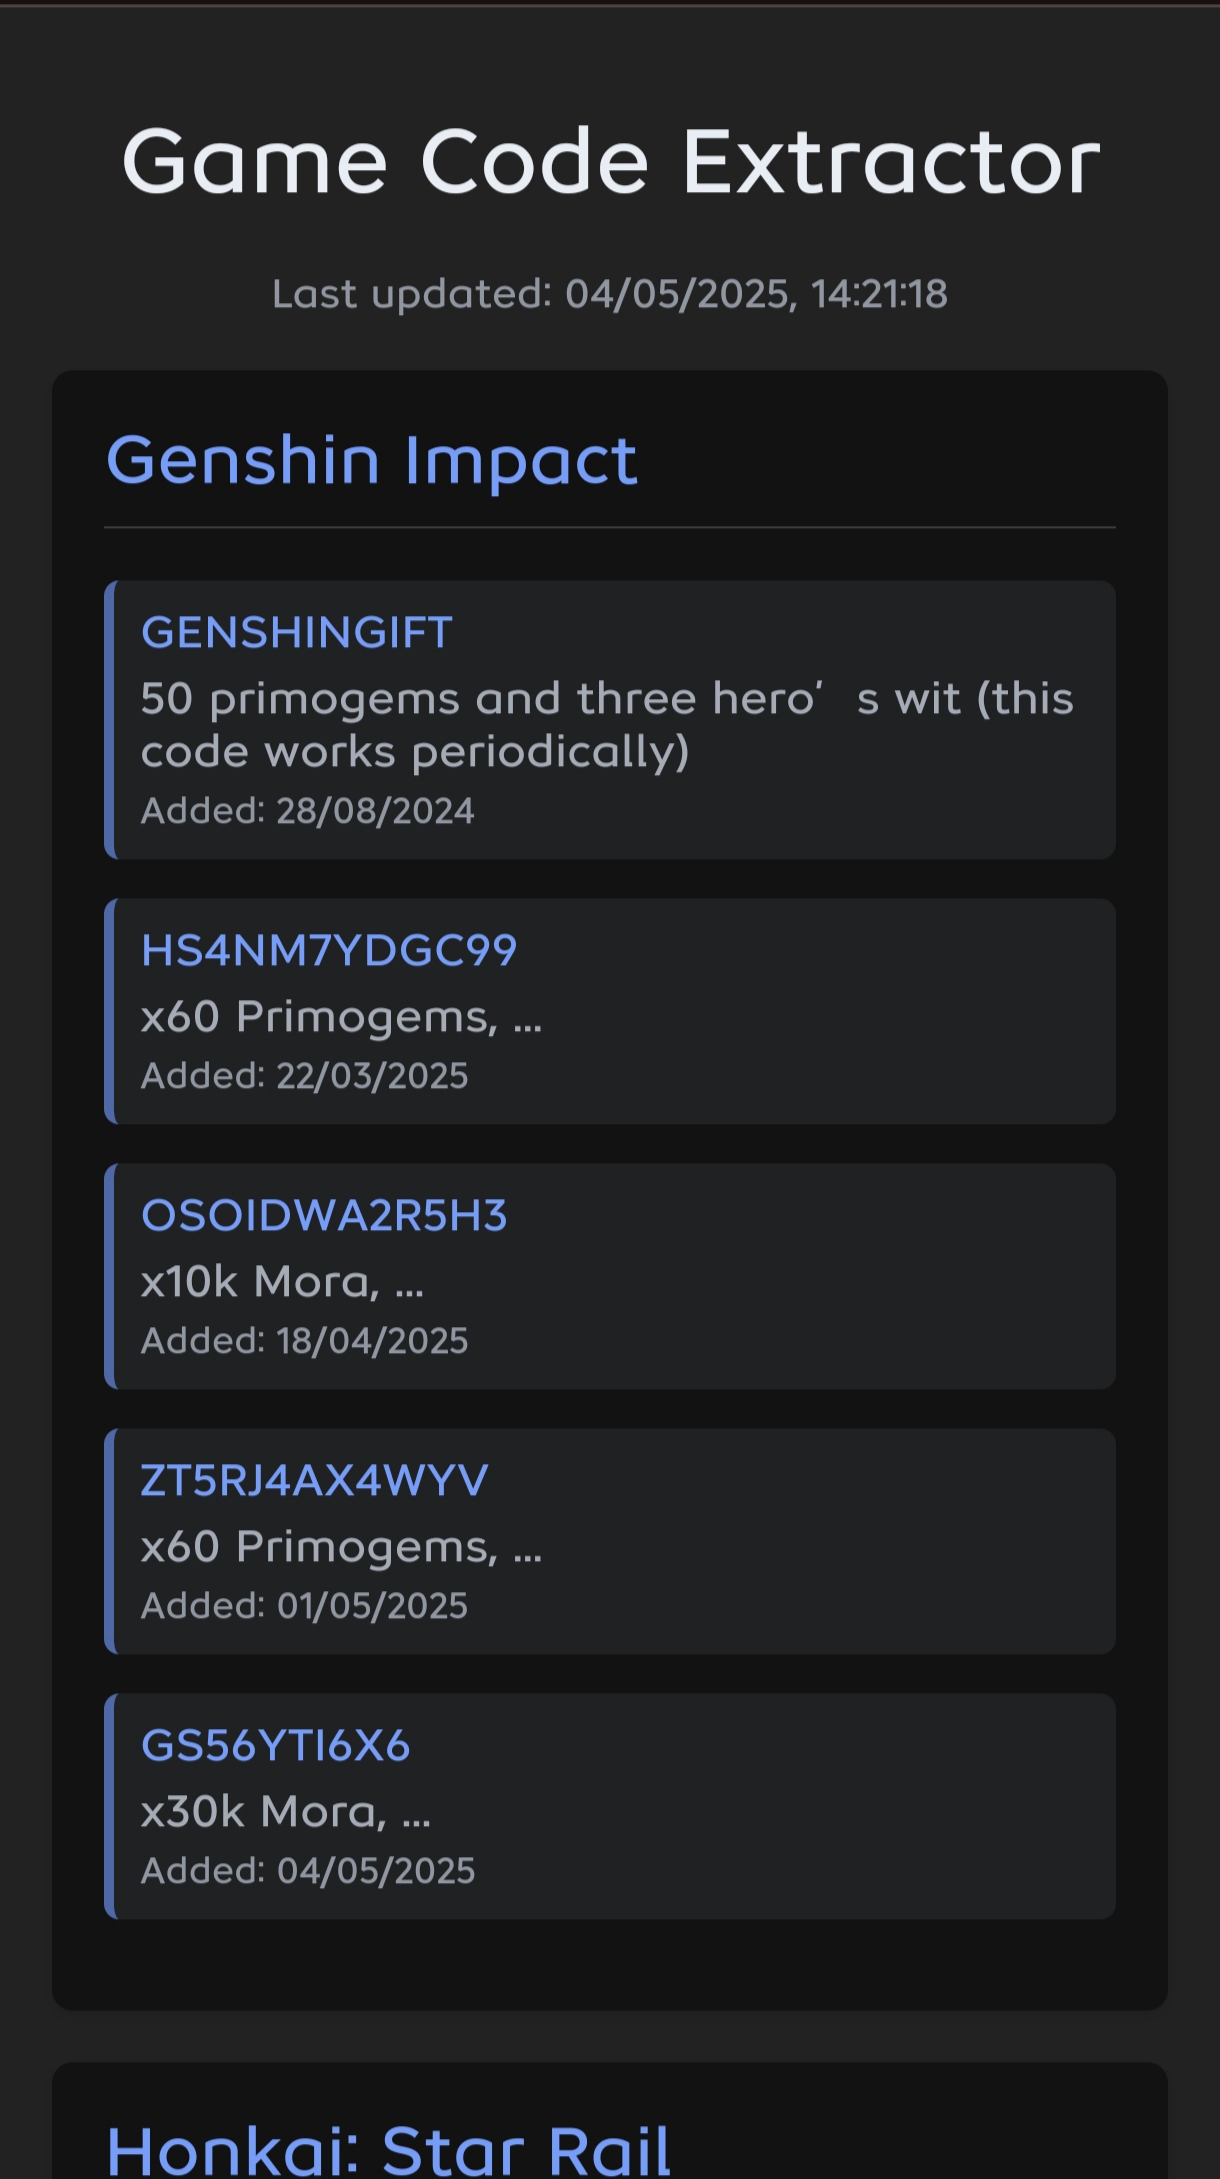 Game Code Extractor
Last updated: 04/05/2025, 14:21:18
Genshin Impact
GENSHINGIFT
50 primogems and three hero’s wit (this
code works periodically)
Added: 28/08/2024
HS4NM7YDGC99
x60 Primogems, ...
Added: 22/03/2025
OSOIDWA2R5H3
x10k Mora, ...
Added: 18/04/2025
ZT5RJ4AX4WYV
x60 Primogems, ...
Added: 01/05/2025
GS56YTI6X6
x30k Mora, ...
Added: 04/05/2025
Honkai: Star Rail